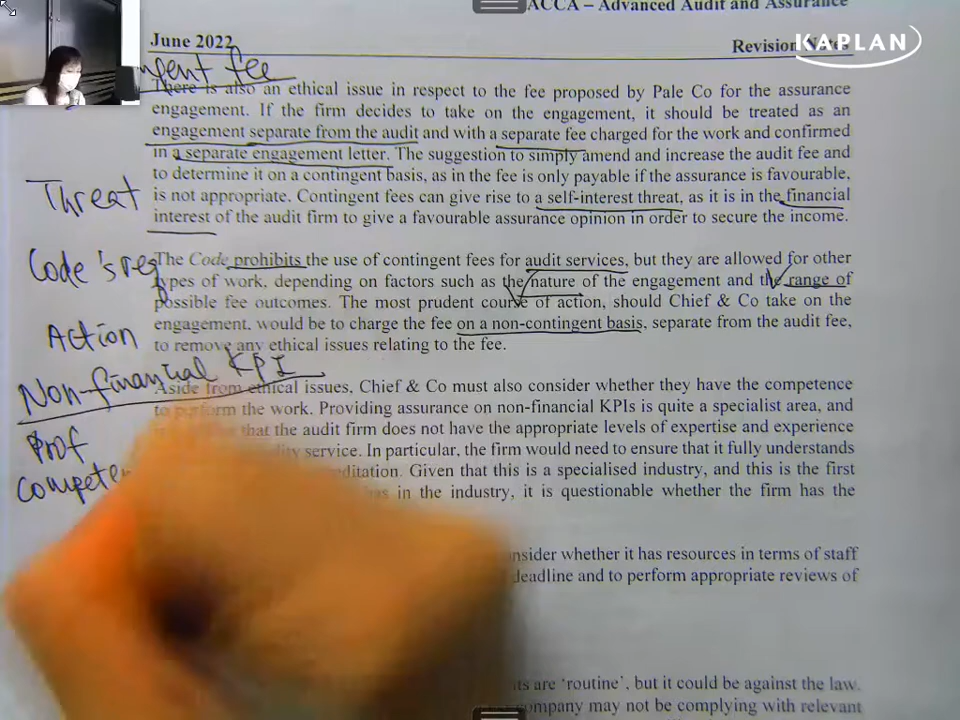 ACCA – Advanced Audit and Assurance
June 2022
Revision
KAPLAN
fee
There is also an ethical issue in respect to the fee proposed by Pale Co for the assurance
engagement. If the firm decides to take on the engagement, it should be treated as an
engagement separate from the audit and with a separate fee charged for the work and confirmed
in a separate engagement letter. The suggestion to simply amend and increase the audit fee and
to determine it on a contingent basis, as in the fee is only payable if the assurance is favourable,
is not appropriate. Contingent fees can give rise to a self-interest threat, as it is in the financial
interest of the audit firm to give a favourable assurance opinion in order to secure the income.
Threat
Code's req
The Code prohibits the use of contingent fees for audit services, but they are allowed for other
types of work, depending on factors such as the nature of the engagement and the range of
possible fee outcomes. The most prudent course of action, should Chief & Co take on the
engagement, would be to charge the fee on a non-contingent basis, separate from the audit fee,
to remove any ethical issues relating to the fee.
Action
Non-financial KPI
Aside from ethical issues, Chief & Co must also consider whether they have the competence
to perform the work. Providing assurance on non-financial KPIs is quite a specialist area, and
that the audit firm does not have the appropriate levels of expertise and experience
service. In particular, the firm would need to ensure that it fully understands
Given that this is a specialised industry, and this is the first
in the industry, it is questionable whether the firm has the
Prof
whether it has resources in terms of staff
deadline and to perform appropriate reviews of
are ‘routine’, but it could be against the law.
company may not be complying with relevant